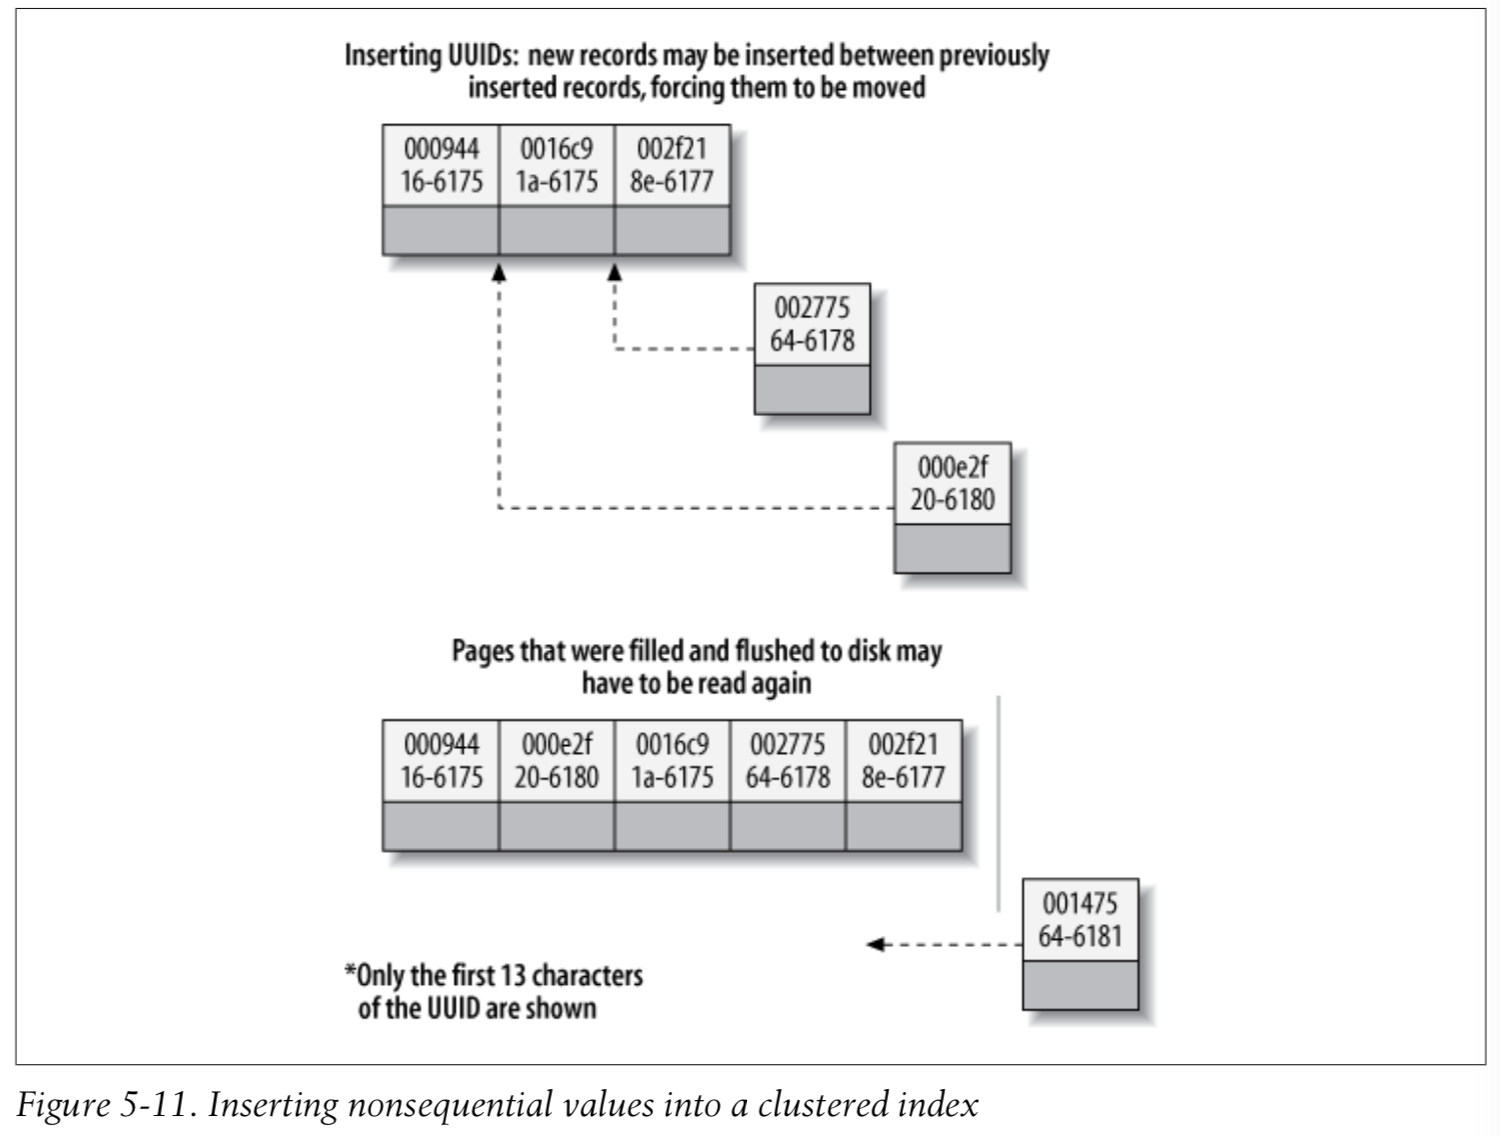 Inserting UUIDs: new records may be inserted between previously
inserted records, forcing them to be moved
000944 0016c9 002f21
16-6175 1a-6175 8e-6177
002775
64-6178
000e2f
20-6180
Pages that were filled and flushed to disk may
have to be read again
000944 000e2f 0016c9 002775 002f21
16-6175 20-6180 1a-6175 64-6178 8e-6177
001475
64-6181
*Only the first 13 characters
of the UUID are shown
Figure 5-11. Inserting nonsequential values into a clustered index